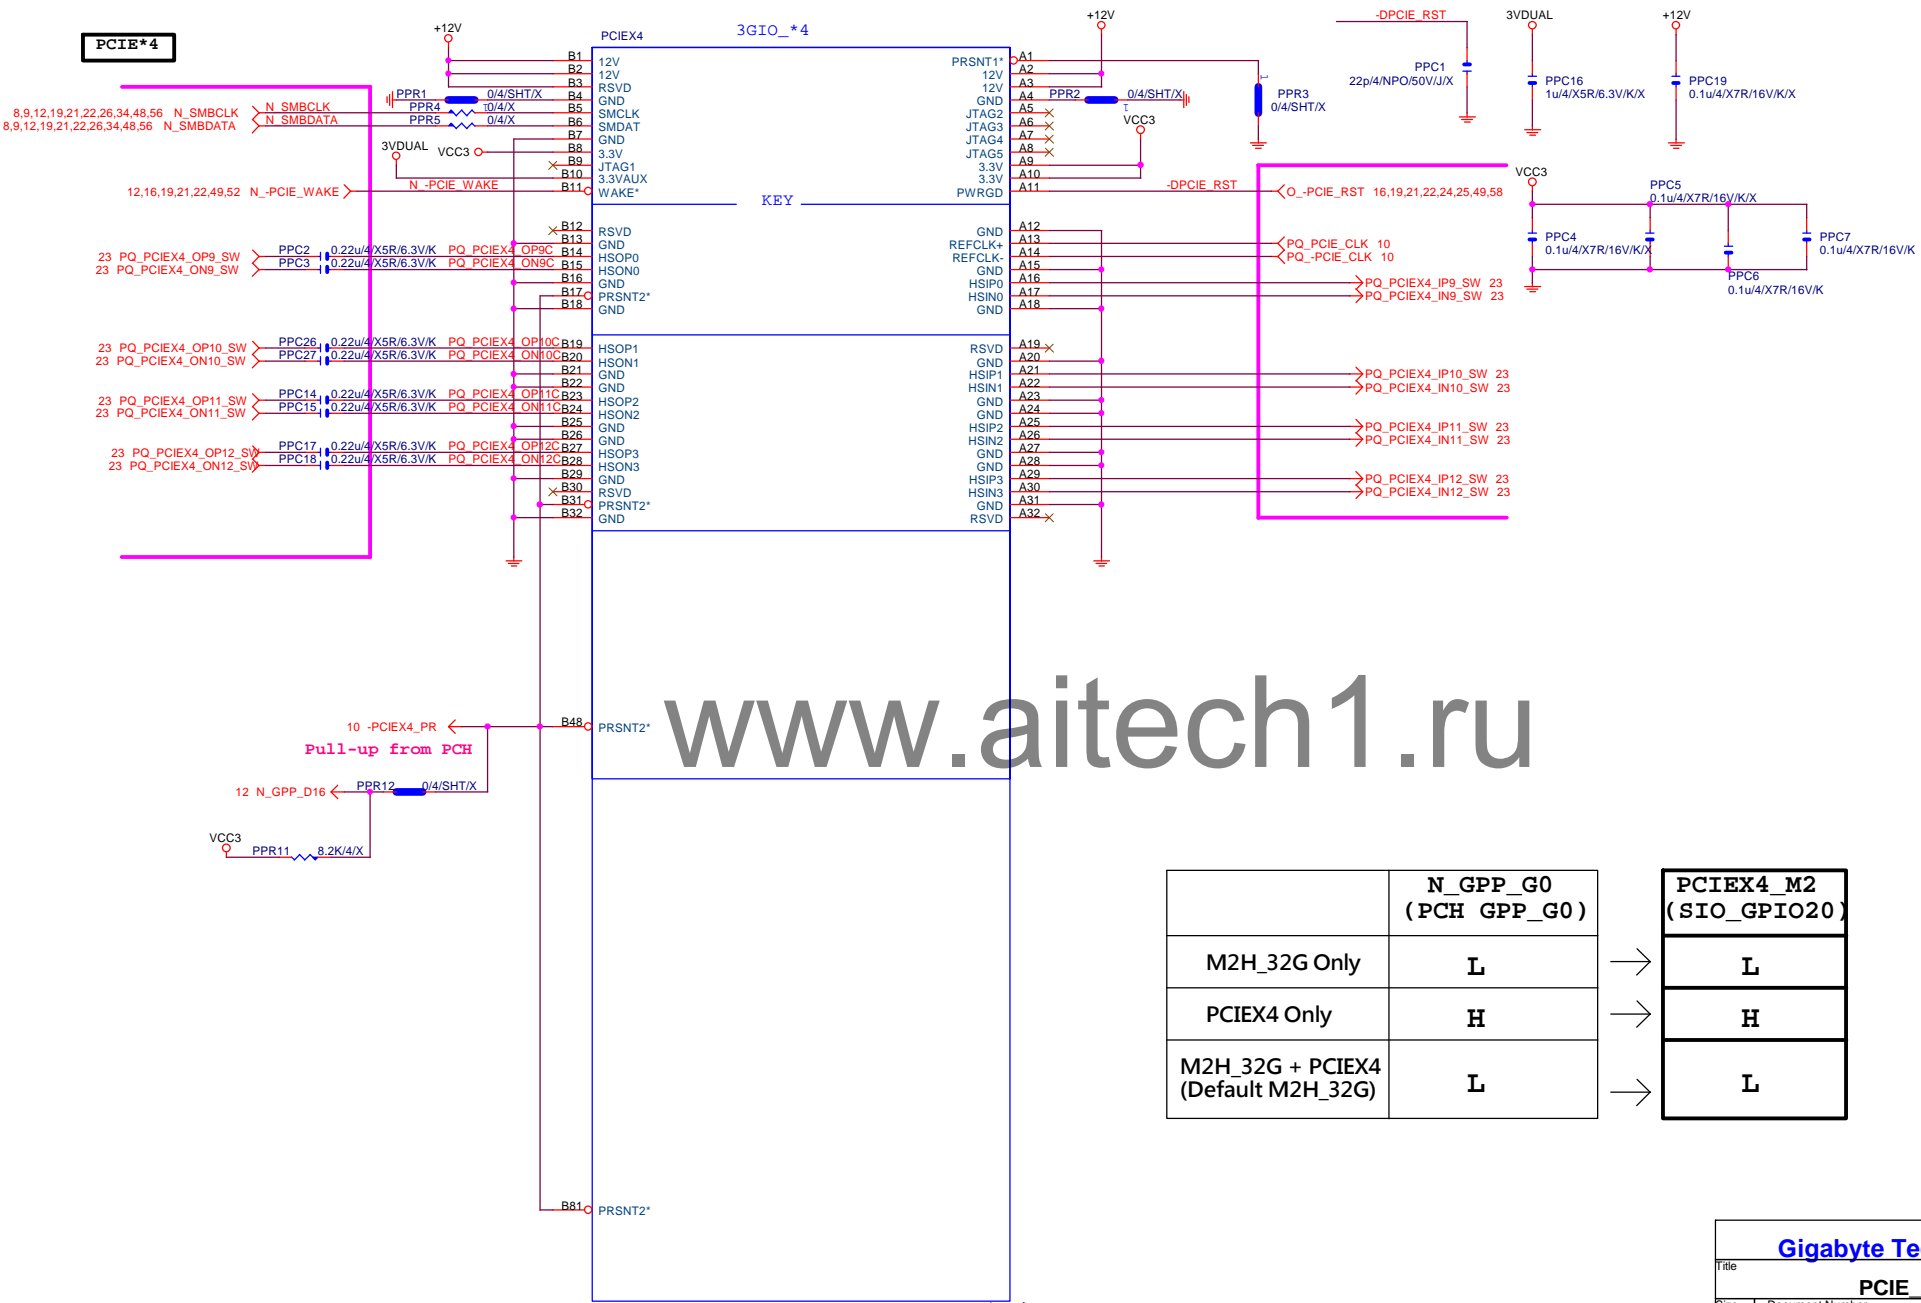 PCIE*4
+12V
PCIEX4
3GIO_*4
+12V
-DPCIE_RST
3VDUAL
+12V
PPC1
22p/4/NPO/50V/J/X
PPC16
1u/4/X5R/6.3V/K/X
PPC19
0.1u/4/X7R/16V/K/X
B1 12V
B2 12V
B3 RSVD
PPR1 0/4/SHT/X B4 GND
8,9,12,19,21,22,26,34,48,56 N_SMBCLK N_SMBCLK PPR4 0/4/X B5 SMCLK
8,9,12,19,21,22,26,34,48,56 N_SMBDATA N_SMBDATA PPR5 0/4/X B6 SMDAT
B7 GND
3VDUAL VCC3 B8 3.3V
B9 JTAG1
B10 3.3VAUX
12,16,19,21,22,49,52 N_-PCIE_WAKE N_-PCIE_WAKE B11 WAKE*
KEY
B12 RSVD
B13 GND
23 PQ_PCIEX4_OP9_SW PPC2 0.22u/4/X5R/6.3V/K PQ_PCIEX4_OP9C B14 HSOP0
23 PQ_PCIEX4_ON9_SW PPC3 0.22u/4/X5R/6.3V/K PQ_PCIEX4_ON9C B15 HSON0
B16 GND
B17 PRSNT2*
B18 GND
23 PQ_PCIEX4_OP10_SW PPC26 0.22u/4/X5R/6.3V/K PQ_PCIEX4_OP10C B19 HSOP1
23 PQ_PCIEX4_ON10_SW PPC27 0.22u/4/X5R/6.3V/K PQ_PCIEX4_ON10C B20 HSON1
B21 GND
B22 GND
23 PQ_PCIEX4_OP11_SW PPC14 0.22u/4/X5R/6.3V/K PQ_PCIEX4_OP11C B23 HSOP2
23 PQ_PCIEX4_ON11_SW PPC15 0.22u/4/X5R/6.3V/K PQ_PCIEX4_ON11C B24 HSON2
B25 GND
B26 GND
23 PQ_PCIEX4_OP12_SW PPC17 0.22u/4/X5R/6.3V/K PQ_PCIEX4_OP12C B27 HSOP3
23 PQ_PCIEX4_ON12_SW PPC18 0.22u/4/X5R/6.3V/K PQ_PCIEX4_ON12C B28 HSON3
B29 GND
B30 RSVD
B31 PRSNT2*
B32 GND
PRSNT1* A1
12V A2
12V A3
GND A4 PPR2 0/4/SHT/X 1
PPR3
0/4/SHT/X
1
JTAG2 A5
JTAG3 A6
JTAG4 A7
JTAG5 A8
VCC3
3.3V A9
3.3V A10
PWRGD A11 -DPCIE_RST O_-PCIE_RST 16,19,21,22,24,25,49,58
GND A12
REFCLK+ A13 PQ_PCIE_CLK 10
REFCLK- A14 PQ_-PCIE_CLK 10
GND A15
HSIP0 A16 PQ_PCIEX4_IP9_SW 23
HSIN0 A17 PQ_PCIEX4_IN9_SW 23
GND A18
RSVD A19
GND A20
HSIP1 A21 PQ_PCIEX4_IP10_SW 23
HSIN1 A22 PQ_PCIEX4_IN10_SW 23
GND A23
GND A24
HSIP2 A25 PQ_PCIEX4_IP11_SW 23
HSIN2 A26 PQ_PCIEX4_IN11_SW 23
GND A27
GND A28
HSIP3 A29 PQ_PCIEX4_IP12_SW 23
HSIN3 A30 PQ_PCIEX4_IN12_SW 23
GND A31
RSVD A32
VCC3
PPC4
0.1u/4/X7R/16V/K/X
PPC5
0.1u/4/X7R/16V/K/X
PPC6
0.1u/4/X7R/16V/K
PPC7
0.1u/4/X7R/16V/K
www.aitech1.ru
10 -PCIEX4_PR B48 PRSNT2*
Pull-up from PCH
12 N_GPP_D16 PPR12 0/4/SHT/X
VCC3
PPR11 8.2K/4/X
B81 PRSNT2*
N_GPP_G0 PCIEX4_M2
(PCH GPP_G0) (SIO_GPIO20)
M2H_32G Only L L
PCIEX4 Only H H
M2H_32G + PCIEX4
(Default M2H_32G) L L
Gigabyte Te
Title
PCIE_